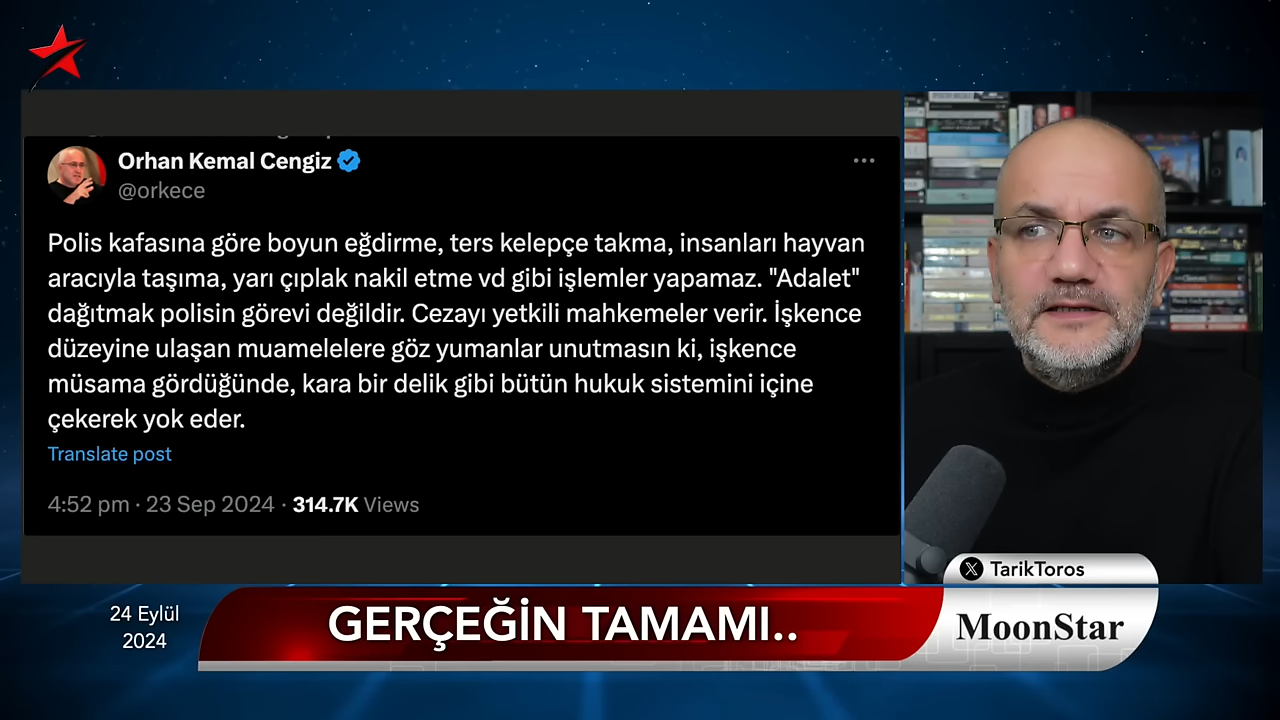 Orhan Kemal Cengiz
@orkece
Polis kafasına göre boyun eğdirme, ters kelepçe takma, insanları hayvan
aracıyla taşıma, yarı çıplak nakil etme vd gibi işlemler yapamaz. "Adalet"
dağıtmak polisin görevi değildir. Cezayı yetkili mahkemeler verir. İşkence
düzeyine ulaşan muamelelere göz yumanlar unutmasın ki, işkence
müsama gördüğünde, kara bir delik gibi bütün hukuk sistemini içine
çekerek yok eder.
Translate post
4:52 pm · 23 Sep 2024 · 314.7K Views
TarikToros
24 Eylül
2024
GERÇEĞİN TAMAMI..
MoonStar